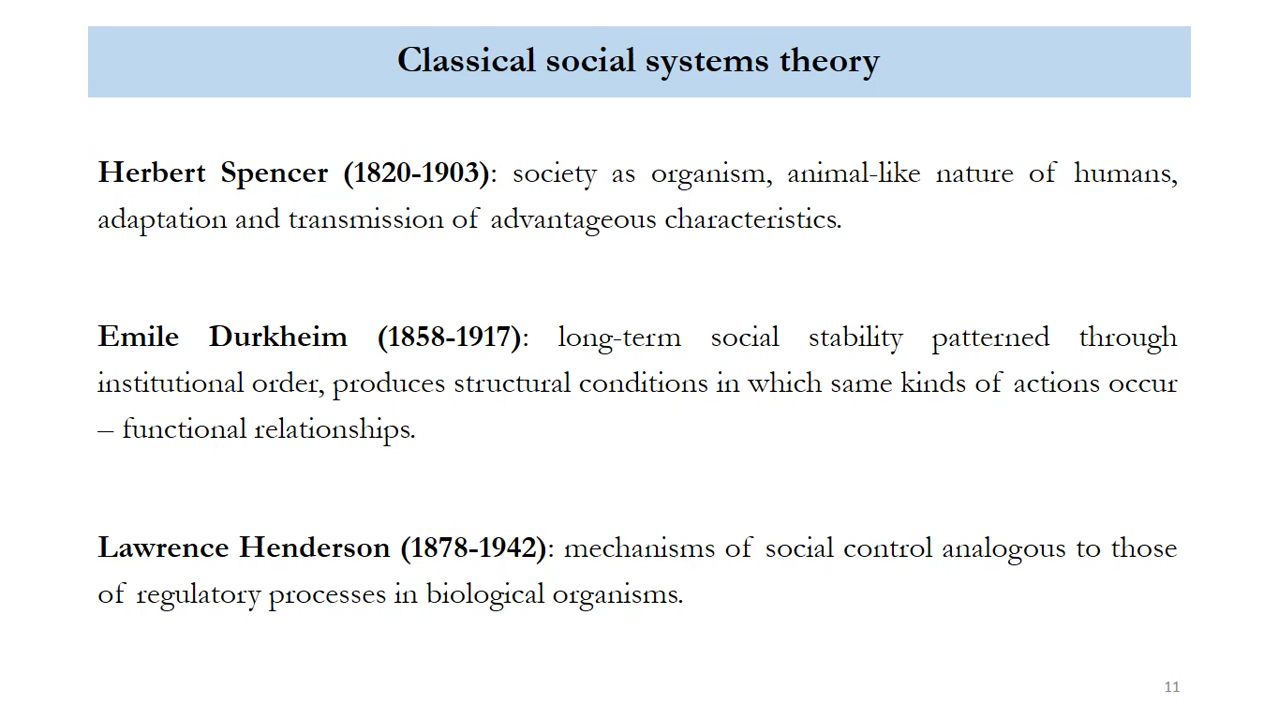 Classical social systems theory
Herbert Spencer (1820-1903): society as organism, animal-like nature of humans,
adaptation and transmission of advantageous characteristics.
Emile Durkheim (1858-1917): long-term social stability patterned through
institutional order, produces structural conditions in which same kinds of actions occur
– functional relationships.
Lawrence Henderson (1878-1942): mechanisms of social control analogous to those
of regulatory processes in biological organisms.
11